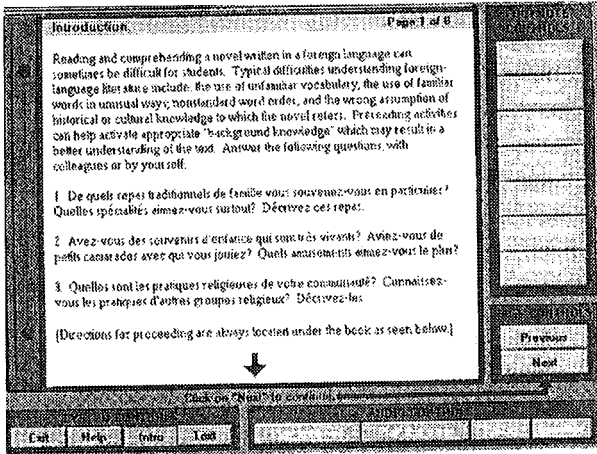 Introduction
Page 1 of 8
Reading and comprehending a novel written in a foreign language can
sometimes be difficult for students. Typical difficulties understanding foreign-
language literature include: the use of unfamiliar vocabulary, the use of familiar
words in unusual ways, nonstandard word order, and the wrong assumption of
historical or cultural knowledge to which the novel refers. Prereading activities
can help activate appropriate "background knowledge" which may result in a
better understanding of the text. Answer the following questions with
colleagues or by yourself.
1. De quels repas traditionnels de famille vous souvenez-vous en particulier?
Quelles spécialités aimez-vous surtout? Décrivez ces repas.
2. Avez-vous des souvenirs d'enfance qui sont très vivants? Aviez-vous de
petits camarades avec qui vous jouiez? Quels amusements aimez-vous le plus?
3. Quelles sont les pratiques religieuses de votre communauté? Connaissez-
vous les pratiques d'autres groupes religieux? Décrivez-les.
[Directions for proceeding are always located under the book as seen below.]
Previous
Next
Click on "Next" to continue
Exit
Help
Intro
Text